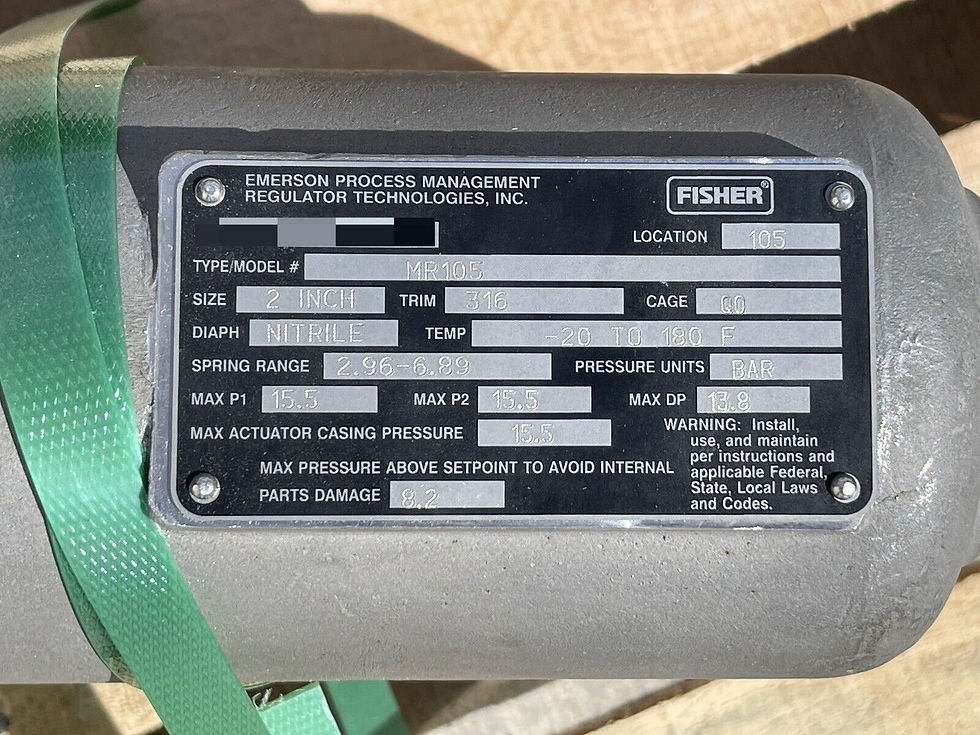 EMERSON PROCESS MANAGEMENT
REGULATOR TECHNOLOGIES, INC.
FISHER®
LOCATION 105
TYPE/MODEL # MR105
SIZE 2 INCH TRIM 316 CAGE QO
DIAPH NITRILE TEMP -20 TO 180 F
SPRING RANGE 2.96-6.89 PRESSURE UNITS BAR
MAX P1 15.5 MAX P2 15.5 MAX DP 13.8
MAX ACTUATOR CASING PRESSURE 15.5
MAX PRESSURE ABOVE SETPOINT TO AVOID INTERNAL
PARTS DAMAGE 8.2
WARNING: Install,
use, and maintain
per instructions and
applicable Federal,
State, Local Laws
and Codes.